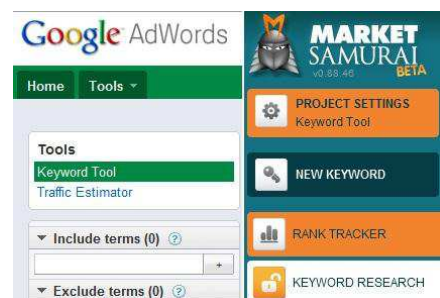 Google AdWords
Home Tools
Tools
Keyword Tool
Traffic Estimator
Include terms (0) ?
+
Exclude terms (0) ?
MARKET
SAMURAI
v0.88.46
BETA
PROJECT SETTINGS
Keyword Tool
NEW KEYWORD
RANK TRACKER
KEYWORD RESEARCH